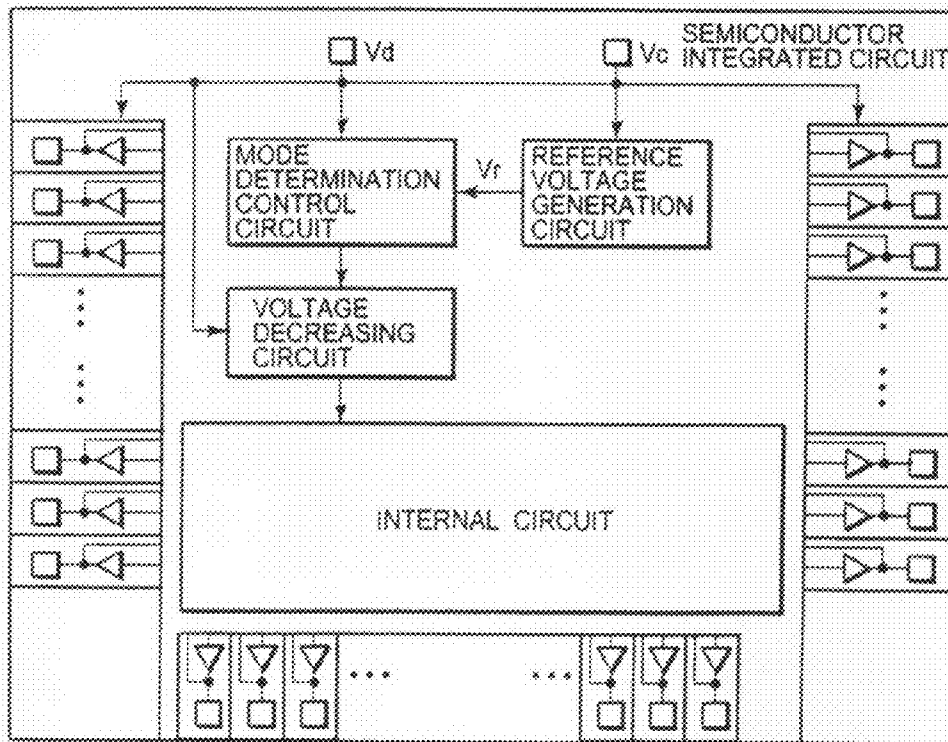 Vd
Vc
SEMICONDUCTOR
INTEGRATED CIRCUIT
MODE
DETERMINATION
CONTROL
CIRCUIT
Vr
REFERENCE
VOLTAGE
GENERATION
CIRCUIT
VOLTAGE
DECREASING
CIRCUIT
INTERNAL CIRCUIT